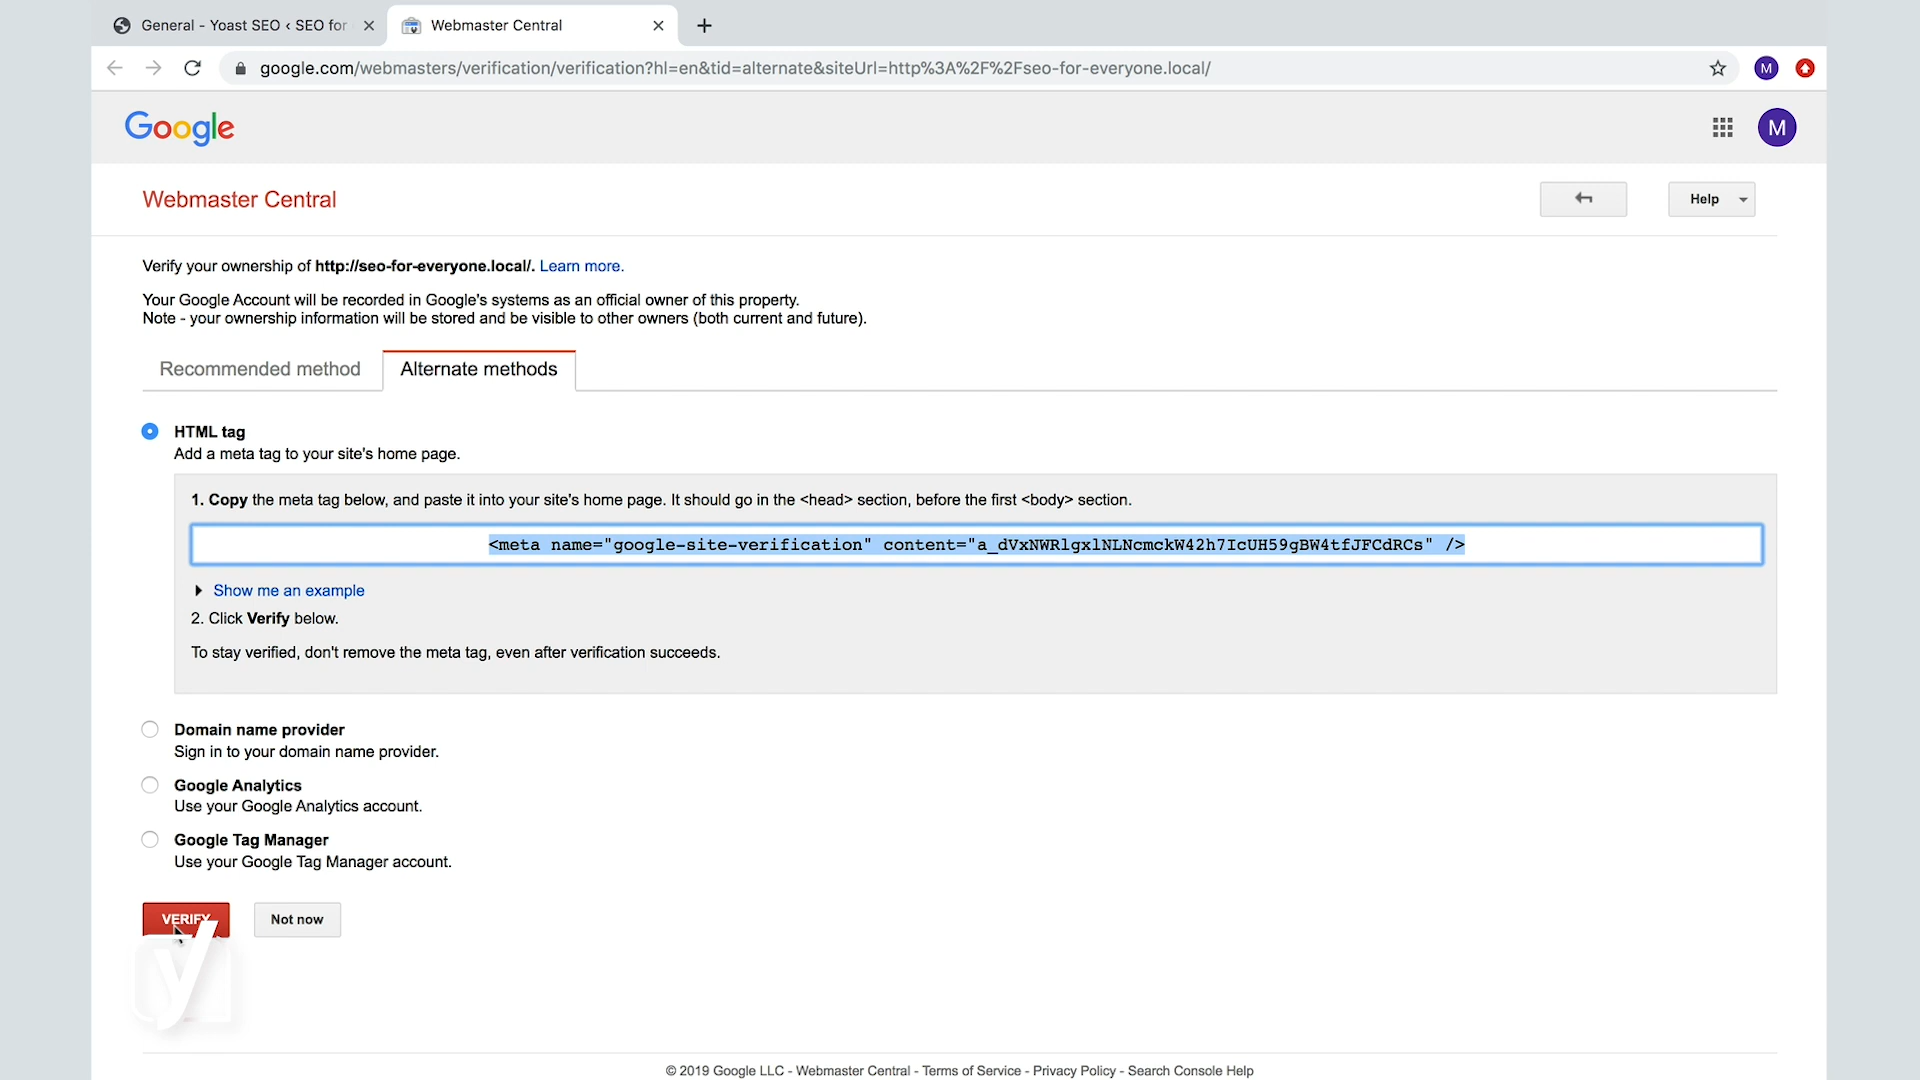 General - Yoast SEO ‹ SEO for
Webmaster Central
google.com/webmasters/verification/verification?hl=en&tid=alternate&siteUrl=http%3A%2F%2Fseo-for-everyone.local/
M
Google
M
Webmaster Central
Help
Verify your ownership of http://seo-for-everyone.local/. Learn more.
Your Google Account will be recorded in Google's systems as an official owner of this property.
Note - your ownership information will be stored and be visible to other owners (both current and future).
Recommended method
Alternate methods
HTML tag
Add a meta tag to your site's home page.
1. Copy the meta tag below, and paste it into your site's home page. It should go in the <head> section, before the first <body> section.
<meta name="google-site-verification" content="a_dVxNWRlgxlNLNcmckW42h7IcUH59gBW4tfJFCdRCs" />
Show me an example
2. Click Verify below.
To stay verified, don't remove the meta tag, even after verification succeeds.
Domain name provider
Sign in to your domain name provider.
Google Analytics
Use your Google Analytics account.
Google Tag Manager
Use your Google Tag Manager account.
VERIFY
Not now
y
© 2019 Google LLC - Webmaster Central - Terms of Service - Privacy Policy - Search Console Help